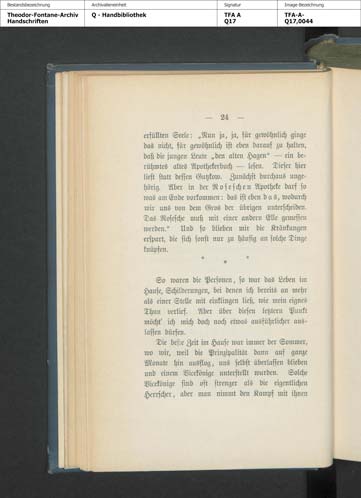 Bestandsbezeichnung
Theodor-Fontane-Archiv
Handschriften
Archivalieneinheit
Q - Handbibliothek
Signatur
TFA A
Q17
Image Bezeichnung
TFA-A-
Q17,0044
— 24 —
erfüllten Seele: „Nun ja, ja, für gewöhnlich ginge
das nicht, für gewöhnlich ist eben darauf zu halten,
daß die jungen Leute „den alten Hagen“ — ein be-
rühmtes altes Apothekerbuch — lesen. Dieser hier
ließt statt dessen Gutzkow. Zunächst durchaus unge-
hörig. Aber in der Roseschen Apotheke darf so
was am Ende vorkommen: das ist eben das, wodurch
wir uns von dem Gros der übrigen unterscheiden.
Das Rosesche muß mit einer andern Elle gemessen
werden.“ Und so blieben mir die Kränkungen
erspart, die sich sonst nur zu häufig an solche Dinge
knüpfen.
* * *
So waren die Personen, so war das Leben im
Hause, Schilderungen, bei denen ich bereits an mehr
als einer Stelle mit einklingen ließ, wie mein eignes
Thun verlief. Aber über diesen letztern Punkt
möcht' ich mich doch noch etwas ausführlicher aus-
lassen dürfen.
Die beste Zeit im Hause war immer der Sommer,
wo wir, weil die Prinzipalität dann auf ganze
Monate hin ausflog, uns selbst überlassen blieben
und einem Vicekönige unterstellt wurden. Solche
Vicekönige sind oft strenger als die eigentlichen
Herrscher, aber man nimmt den Kampf mit ihnen